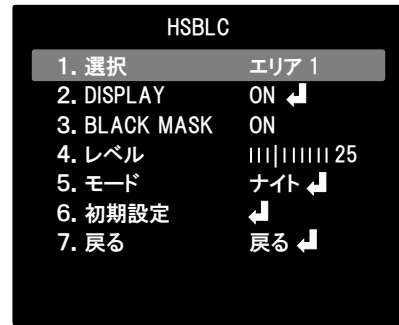 HSBLC
1. 選択 エリア 1
2. DISPLAY ON ↲
3. BLACK MASK ON
4. レベル |||||||||| 25
5. モード ナイト ↲
6. 初期設定 ↲
7. 戻る 戻る ↲